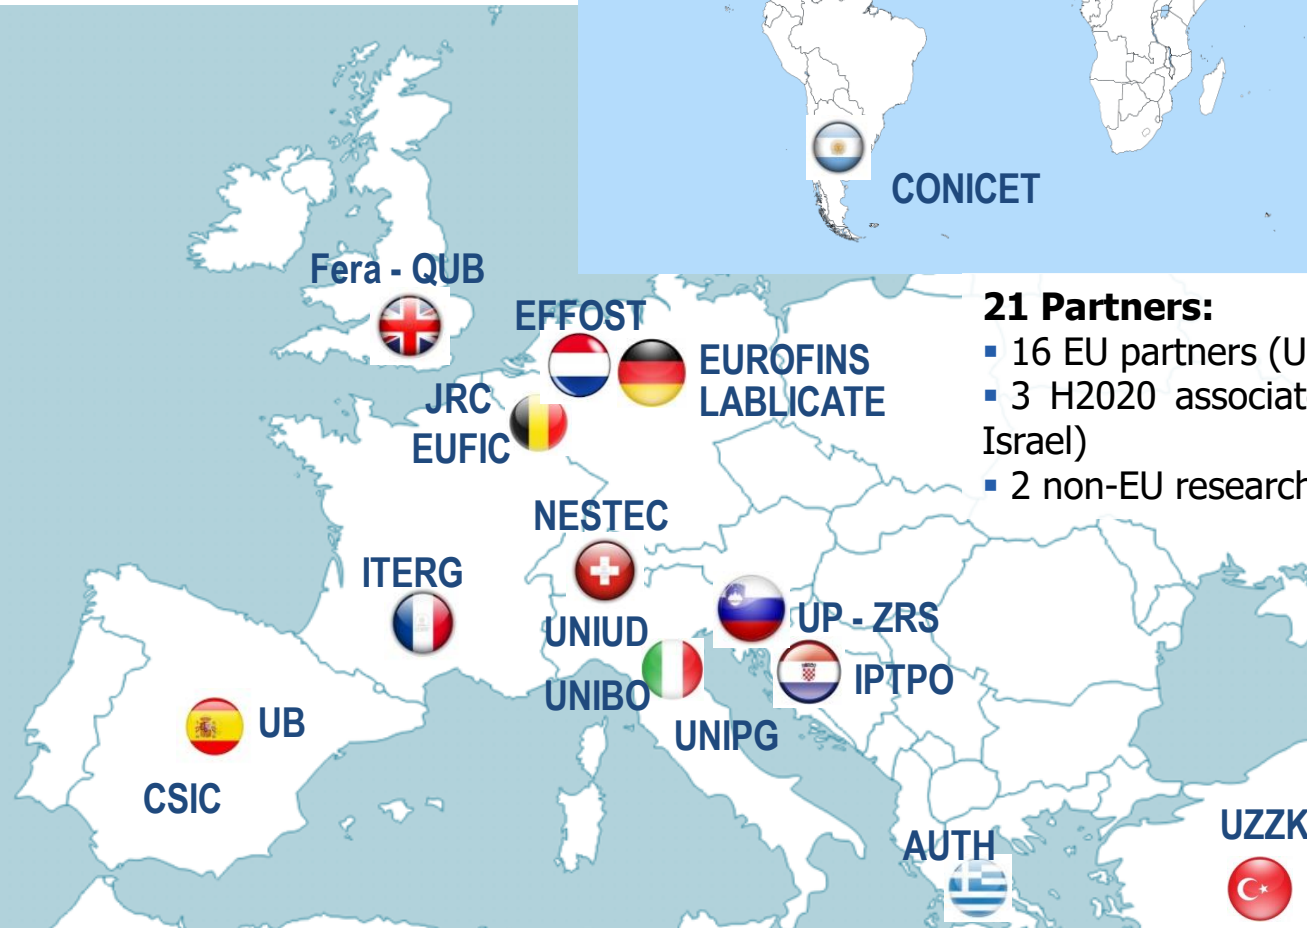 CONICET
Fera - QUB
EFFOST
EUROFINS
LABLICATE
JRC
EUFIC
21 Partners:
▪ 16 EU partners (U
▪ 3 H2020 associat
Israel)
▪ 2 non-EU research
NESTEC
ITERG
UNIUD
UP - ZRS
UNIBO
IPTPO
UNIPG
UB
CSIC
AUTH
UZZK